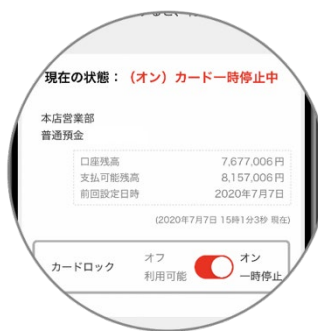 現在の状態：（オン）カード一時停止中
本店営業部
普通預金
口座残高 7,677,006円
支払可能残高 8,157,006円
前回設定日時 2020年7月7日
(2020年7月7日 15時1分3秒 現在)
カードロック オフ 利用可能 オン 一時停止